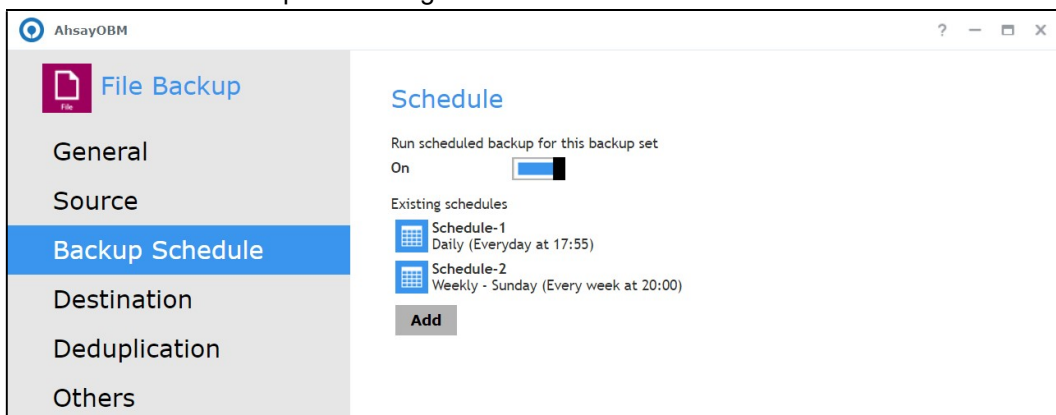 AhsayOBM
? 
File Backup
File
General
Source
Backup Schedule
Destination
Deduplication
Others
Schedule
Run scheduled backup for this backup set
On
Existing schedules
Schedule-1
Daily (Everyday at 17:55)
Schedule-2
Weekly - Sunday (Every week at 20:00)
Add